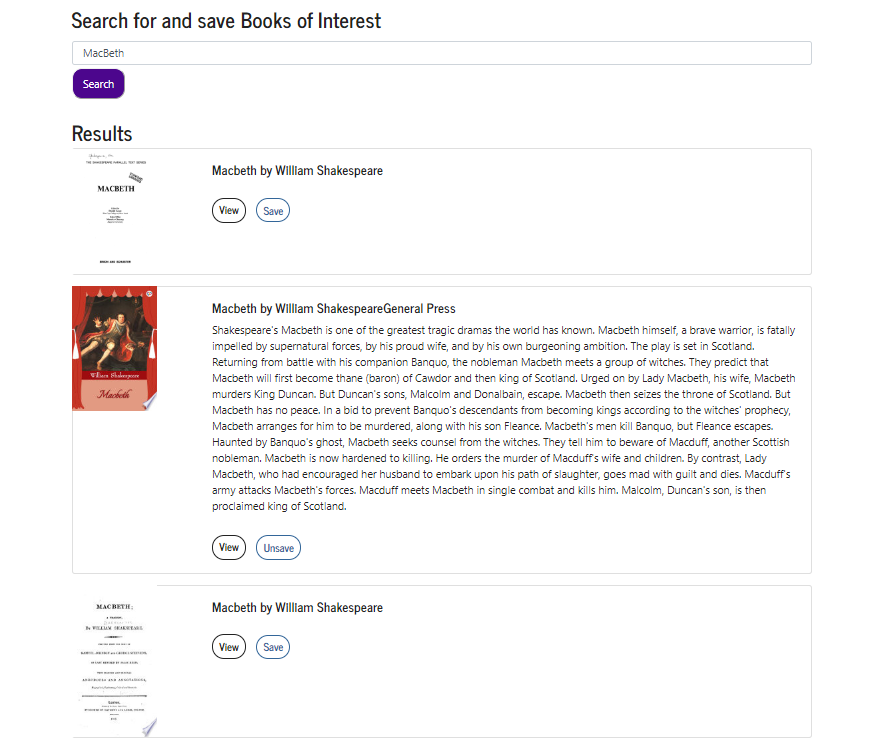 Search for and save Books of Interest
MacBeth
Search
Results
THE SHAKESPEARE PARALLEL TEXT SERIES
MACBETH
Macbeth by William Shakespeare
View Save
William Shakespeare
Macbeth
Macbeth by William ShakespeareGeneral Press
Shakespeare's Macbeth is one of the greatest tragic dramas the world has known. Macbeth himself, a brave warrior, is fatally
impelled by supernatural forces, by his proud wife, and by his own burgeoning ambition. The play is set in Scotland.
Returning from battle with his companion Banquo, the nobleman Macbeth meets a group of witches. They predict that
Macbeth will first become thane (baron) of Cawdor and then king of Scotland. Urged on by Lady Macbeth, his wife, Macbeth
murders King Duncan. But Duncan's sons, Malcolm and Donalbain, escape. Macbeth then seizes the throne of Scotland. But
Macbeth has no peace. In a bid to prevent Banquo's descendants from becoming kings according to the witches' prophecy,
Macbeth arranges for him to be murdered, along with his son Fleance. Macbeth's men kill Banquo, but Fleance escapes.
Haunted by Banquo's ghost, Macbeth seeks counsel from the witches. They tell him to beware of Macduff, another Scottish
nobleman. Macbeth is now hardened to killing. He orders the murder of Macduff's wife and children. By contrast, Lady
Macbeth, who had encouraged her husband to embark upon his path of slaughter, goes mad with guilt and dies. Macduff's
army attacks Macbeth's forces. Macduff meets Macbeth in single combat and kills him. Malcolm, Duncan's son, is then
proclaimed king of Scotland.
View Unsave
MACBETH;
By WILLIAM SHAKESPEARE.
Macbeth by William Shakespeare
View Save